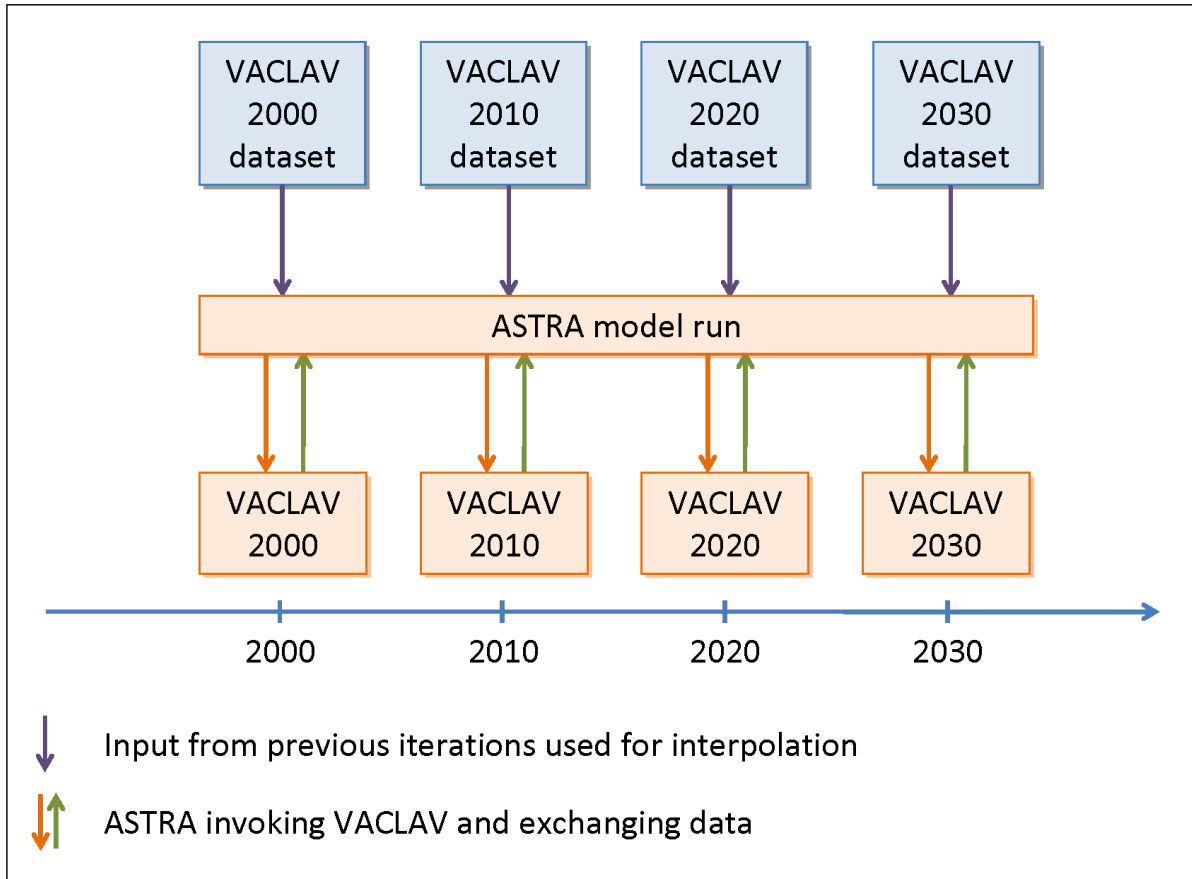 VACLAV
2000
dataset
VACLAV
2010
dataset
VACLAV
2020
dataset
VACLAV
2030
dataset
ASTRA model run
VACLAV
2000
VACLAV
2010
VACLAV
2020
VACLAV
2030
2000
2010
2020
2030
Input from previous iterations used for interpolation
ASTRA invoking VACLAV and exchanging data